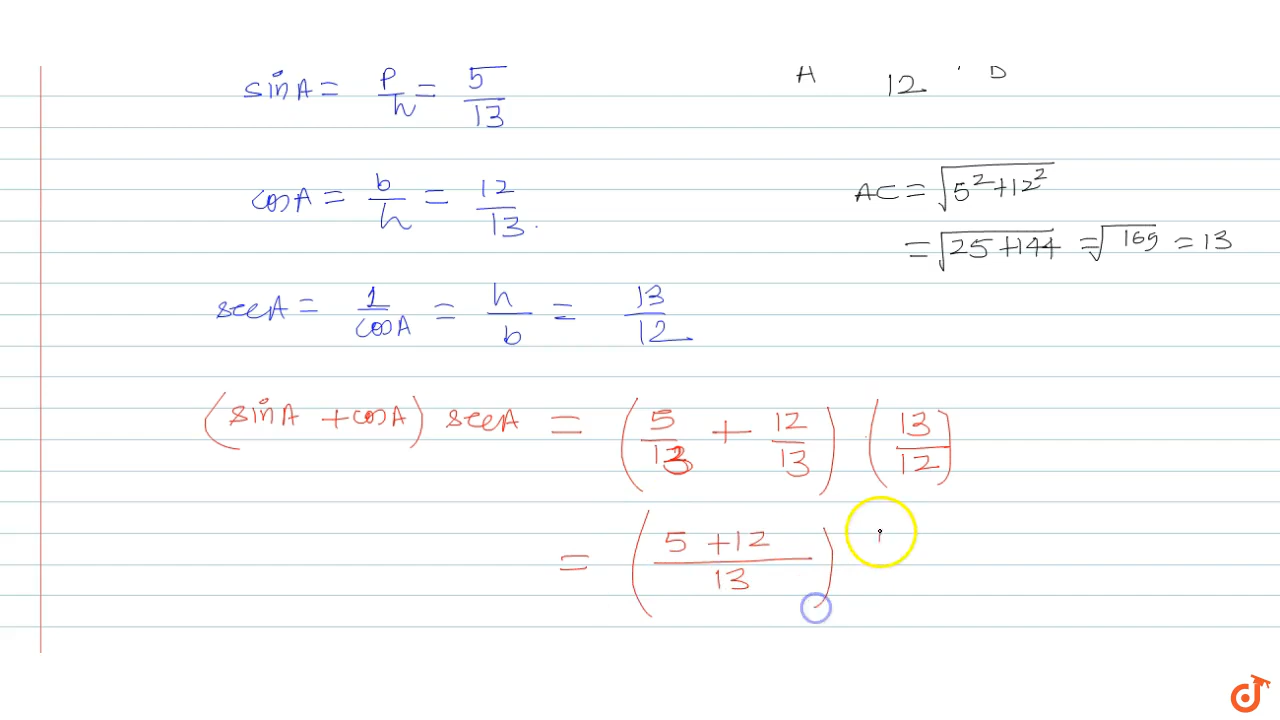 sinA = p/h = 5/13
A 12 D
cosA = b/h = 12/13.
AC = √5²+12²
= √25+144 = √169 = 13
secA = 1/cosA = h/b = 13/12
(sinA + cosA) secA = (5/13 + 12/13) (13/12)
= (5+12/13)